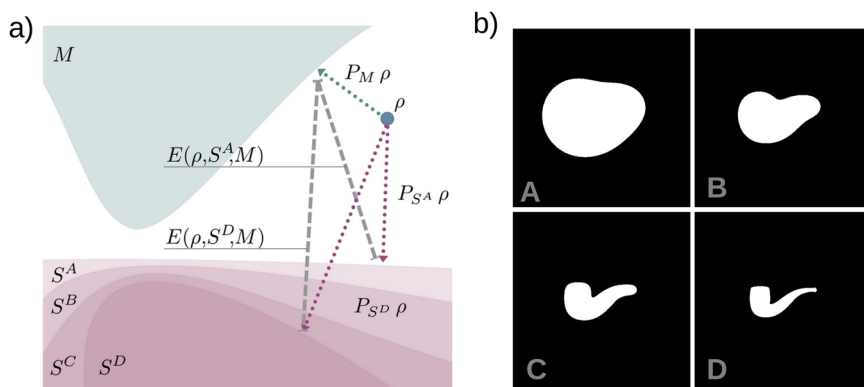 a)
M
P_M ρ
ρ
E(ρ,S^A,M)
P_{S^A} ρ
E(ρ,S^D,M)
S^A
S^B
P_{S^D} ρ
S^C
S^D
b)
A
B
C
D